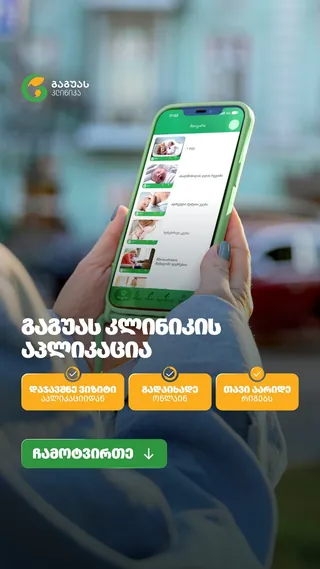 გაგუას
კლინიკა
გაგუას კლინიკის
აპლიკაცია
დაჯავშნე ვიზიტი
აპლიკაციიდან
გადაიხადე
ონლაინ
თავი აარიდე
რიგებს
ჩამოტვირთე